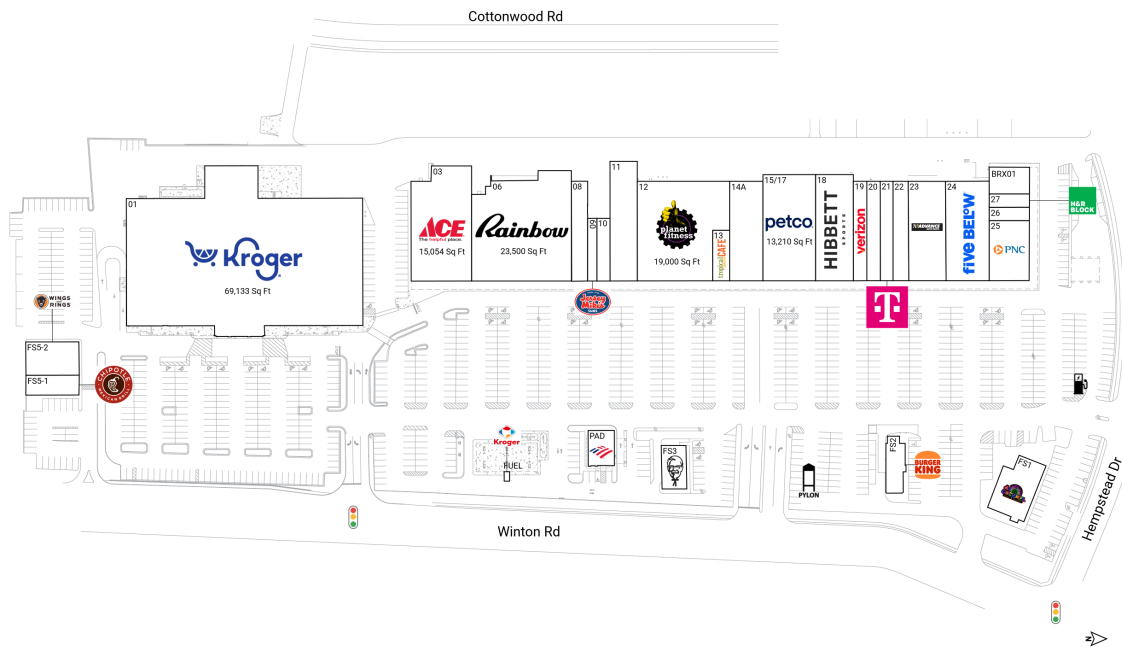 Cottonwood Rd
01
Kroger
69,133 Sq Ft
03
ACE
The helpful place.
15,054 Sq Ft
06
Rainbow
23,500 Sq Ft
08
09
10
11
12
planet
fitness
19,000 Sq Ft
13
tropical CAFE
14A
15/17
petco
13,210 Sq Ft
18
HIBBETT
SPORTS
19
verizon
20
21
22
23
ADVANCE
24
five BELOW
BRX01
27
26
25
PNC
H&R
BLOCK
Jersey
Mike's
SUBS
T
WINGS
RINGS
FS5-2
FS5-1
CHIPOTLE
MEXICAN GRILL
Kroger
FUEL
PAD
FS3
PYLON
FS2
BURGER
KING
FS1
Winton Rd
Hempstead Dr
N